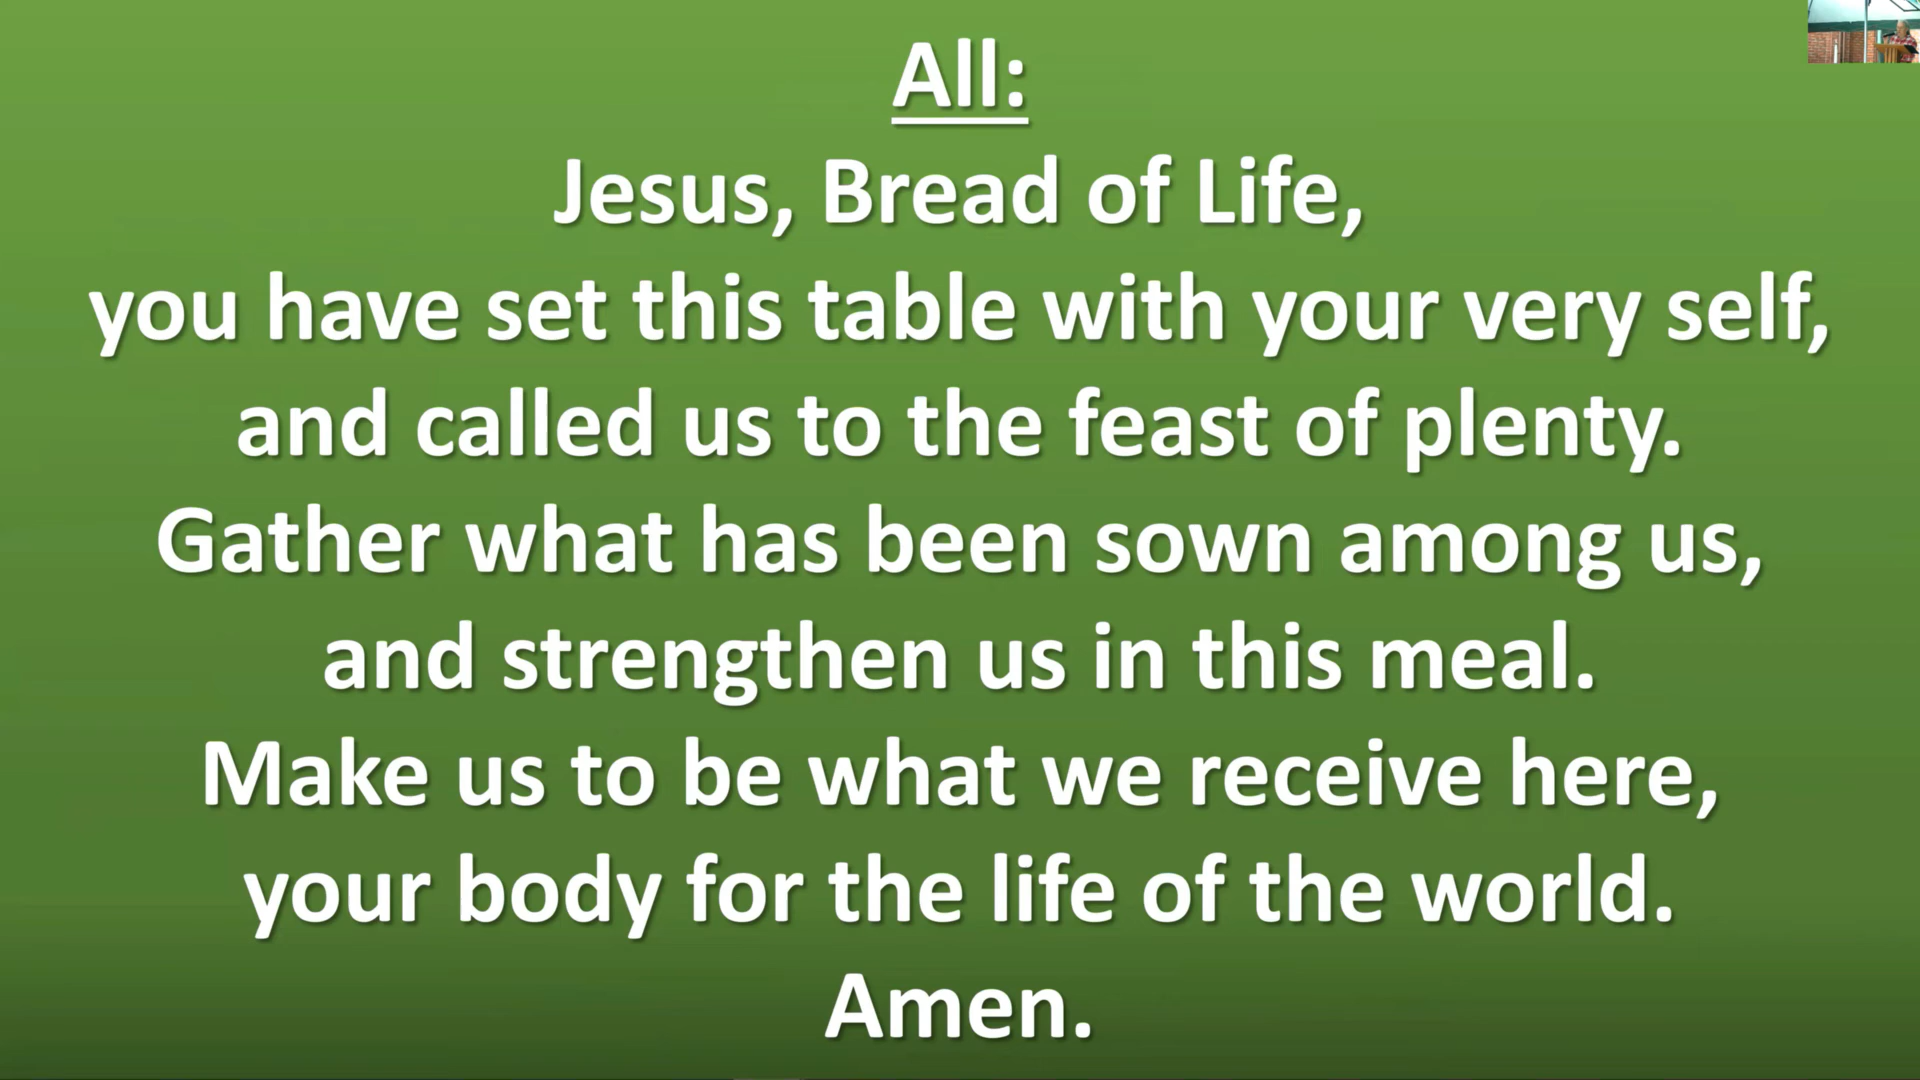 All:
Jesus, Bread of Life,
you have set this table with your very self,
and called us to the feast of plenty.
Gather what has been sown among us,
and strengthen us in this meal.
Make us to be what we receive here,
your body for the life of the world.
Amen.